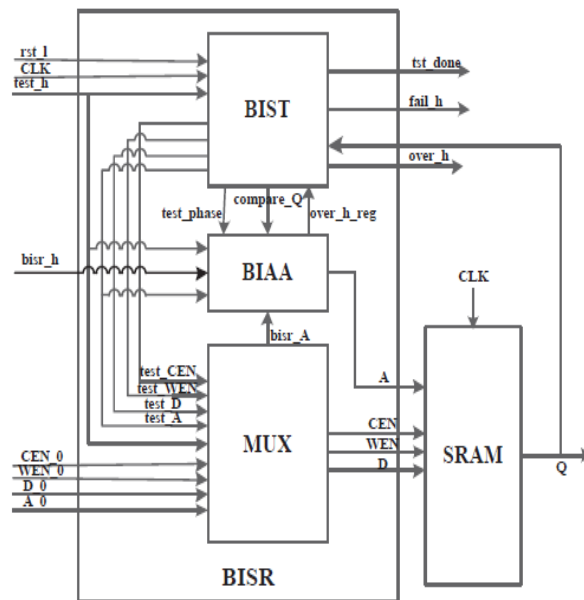 rst_l
CLK
test_h
BIST
tst_done
fail_h
over_h
test_phase
compare_Q
over_h_reg
bisr_h
BIAA
CLK
bisr_A
test_CEN
test_WEN
test_D
test_A
A
MUX
CEN
WEN
D
SRAM
Q
CEN_0
WEN_0
D_0
A_0
BISR